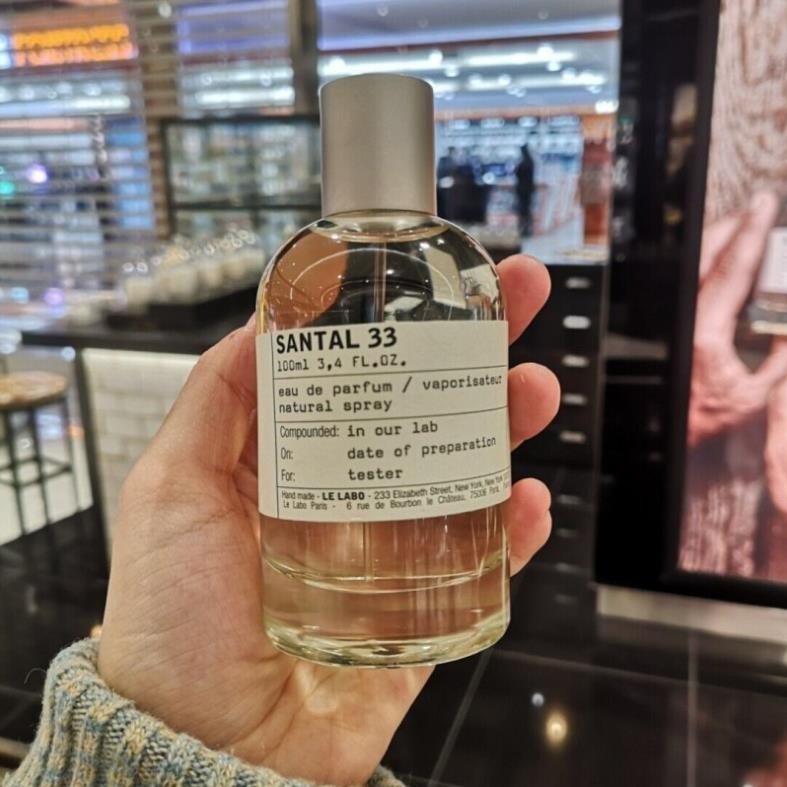 SANTAL 33
100ml 3,4 FL.OZ.
eau de parfum / vaporisateur
natural spray
Compounded: in our lab
On: date of preparation
For: tester
Hand made - LE LABO - 233 Elizabeth Street, New York, New York
Le Labo Paris - 6 rue de Bourbon le Château, 75006 Paris,